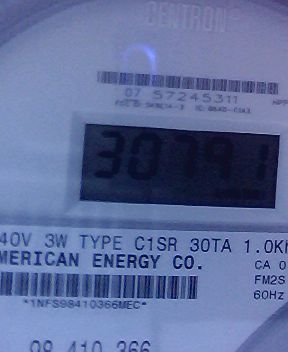 CENTRON
07 57245311
30791
40V 3W TYPE C1SR 30TA 1.0Kh
MERICAN ENERGY CO.
CA 0
FM2S
60Hz
*1NFS98410366MEC*
98 410 366